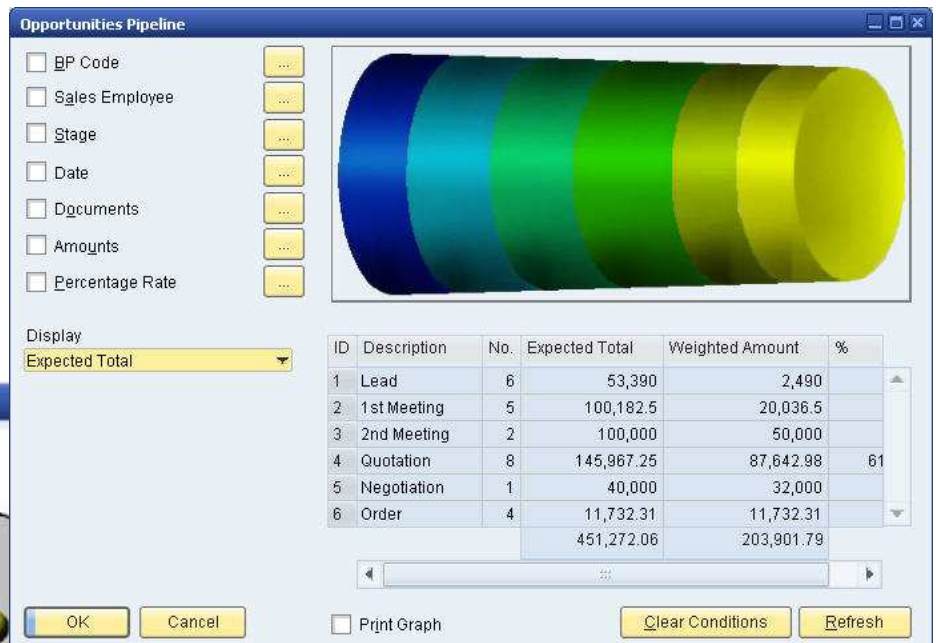 Opportunities Pipeline
BP Code ...
Sales Employee ...
Stage ...
Date ...
Documents ...
Amounts ...
Percentage Rate ...
Display
Expected Total
ID Description No. Expected Total Weighted Amount %
1 Lead 6 53,390 2,490
2 1st Meeting 5 100,182.5 20,036.5
3 2nd Meeting 2 100,000 50,000
4 Quotation 8 145,967.25 87,642.98 61
5 Negotiation 1 40,000 32,000
6 Order 4 11,732.31 11,732.31
451,272.06 203,901.79
OK Cancel Print Graph Clear Conditions Refresh